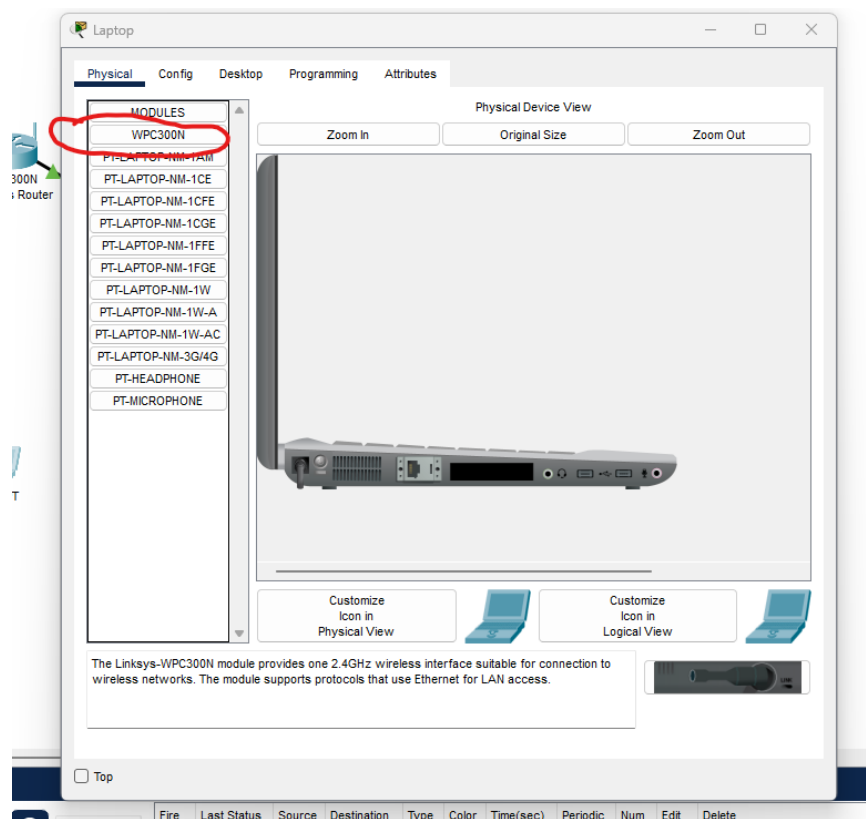 Laptop
Physical Config Desktop Programming Attributes
MODULES
WPC300N
PT-LAPTOP-NM-1AM
PT-LAPTOP-NM-1CE
PT-LAPTOP-NM-1CFE
PT-LAPTOP-NM-1CGE
PT-LAPTOP-NM-1FFE
PT-LAPTOP-NM-1FGE
PT-LAPTOP-NM-1W
PT-LAPTOP-NM-1W-A
PT-LAPTOP-NM-1W-AC
PT-LAPTOP-NM-3G/4G
PT-HEADPHONE
PT-MICROPHONE
Physical Device View
Zoom In Original Size Zoom Out
300N
s Router
T
Customize
Icon in
Physical View
Customize
Icon in
Logical View
The Linksys-WPC300N module provides one 2.4GHz wireless interface suitable for connection to
wireless networks. The module supports protocols that use Ethernet for LAN access.
Top
Fire Last Status Source Destination Type Color Time(sec) Periodic Num Edit Delete